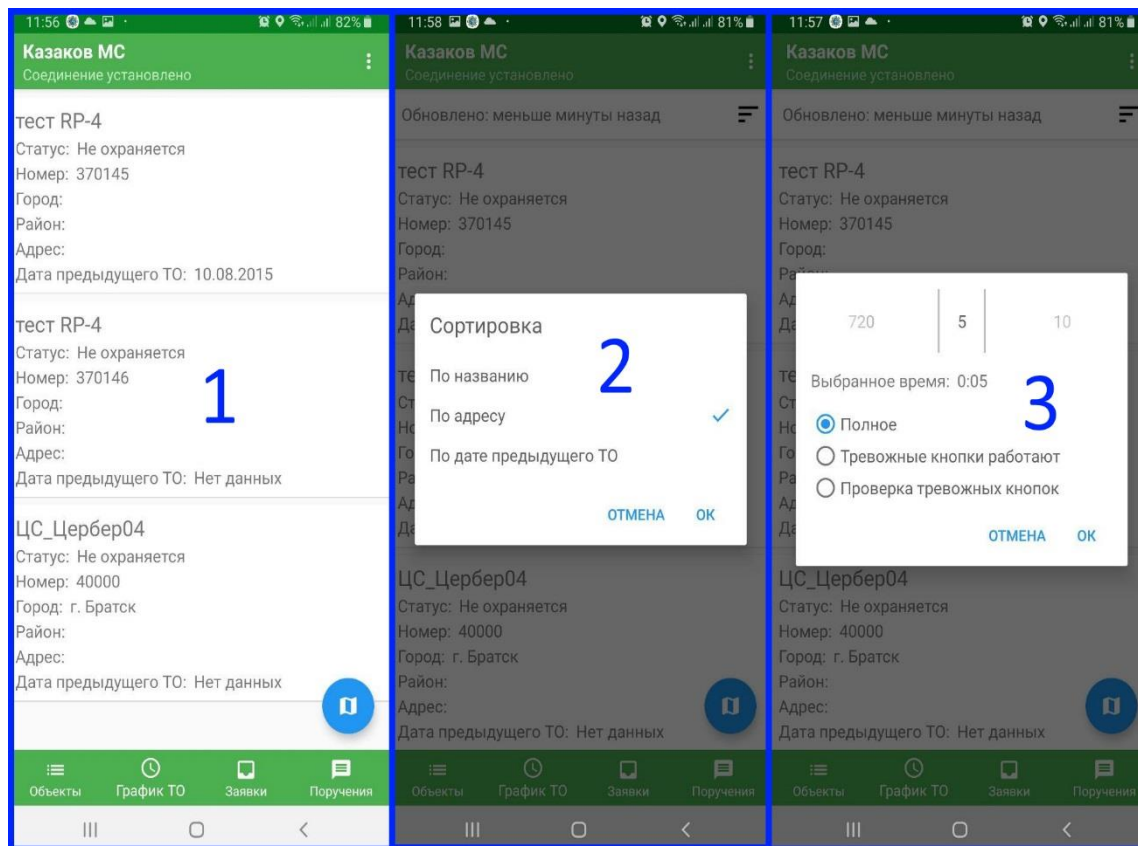 11:56 82%
Казаков МС
Соединение установлено
тест RP-4
Статус: Не охраняется
Номер: 370145
Город:
Район:
Адрес:
Дата предыдущего ТО: 10.08.2015
тест RP-4
Статус: Не охраняется
Номер: 370146
Город:
Район:
Адрес:
Дата предыдущего ТО: Нет данных
1
ЦС_Цербер04
Статус: Не охраняется
Номер: 40000
Город: г. Братск
Район:
Адрес:
Дата предыдущего ТО: Нет данных
Объекты График ТО Заявки Поручения
11:58 81%
Казаков МС
Соединение установлено
Обновлено: меньше минуты назад
тест RP-4
Статус: Не охраняется
Номер: 370145
Город:
Район:
Сортировка
2
По названию
По адресу
По дате предыдущего ТО
ОТМЕНА ОК
ЦС_Цербер04
Статус: Не охраняется
Номер: 40000
Город: г. Братск
Район:
Адрес:
Дата предыдущего ТО: Нет данных
Объекты График ТО Заявки Поручения
11:57 81%
Казаков МС
Соединение установлено
Обновлено: меньше минуты назад
тест RP-4
Статус: Не охраняется
Номер: 370145
Город:
720 5 10
Выбранное время: 0:05
3
Полное
Тревожные кнопки работают
Проверка тревожных кнопок
ОТМЕНА ОК
ЦС_Цербер04
Статус: Не охраняется
Номер: 40000
Город: г. Братск
Район:
Адрес:
Дата предыдущего ТО: Нет данных
Объекты График ТО Заявки Поручения